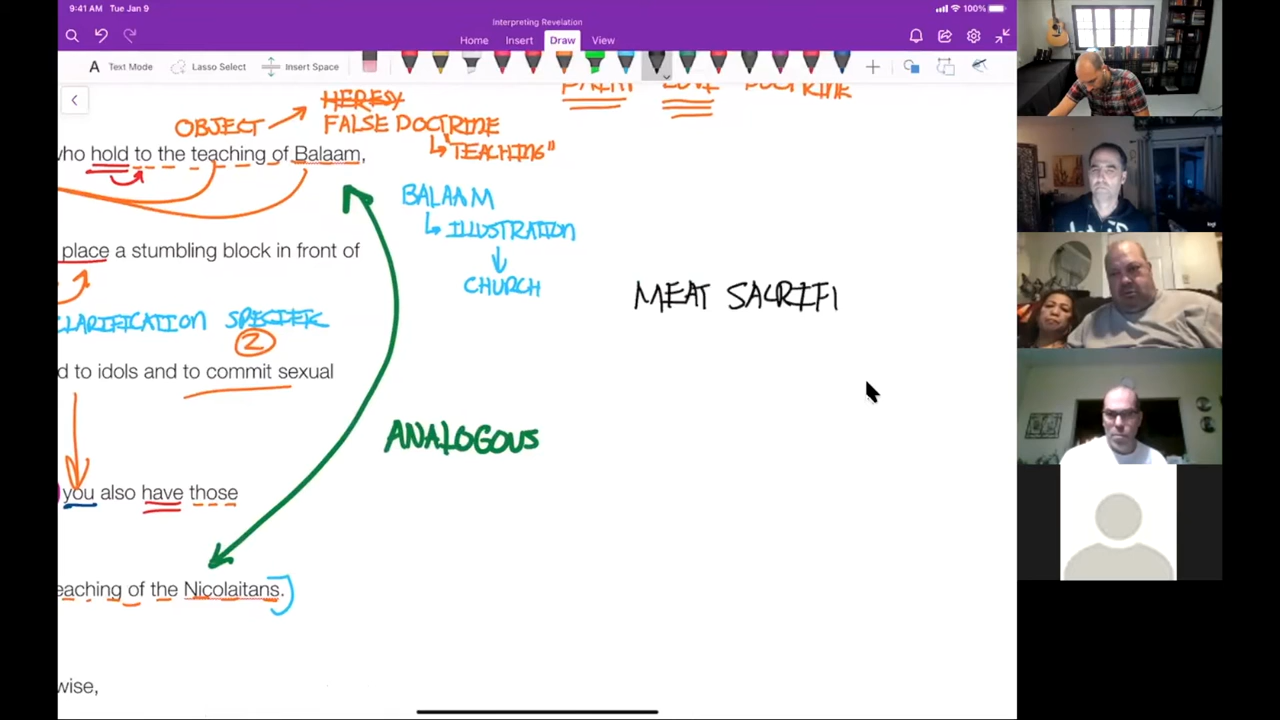 9:41 AM Tue Jan 9
100%
Interpreting Revelation
Home Insert Draw View
Text Mode Lasso Select Insert Space
HERESY
LOVE DOCTRINE
OBJECT FALSE DOCTRINE
"TEACHING"
who hold to the teaching of Balaam,
BALAAM
ILLUSTRATION
place a stumbling block in front of
CHURCH
MEAT SACRIFI
CLARIFICATION SPECIFIC
2
d to idols and to commit sexual
ANALOGOUS
you also have those
eaching of the Nicolaitans.
wise,